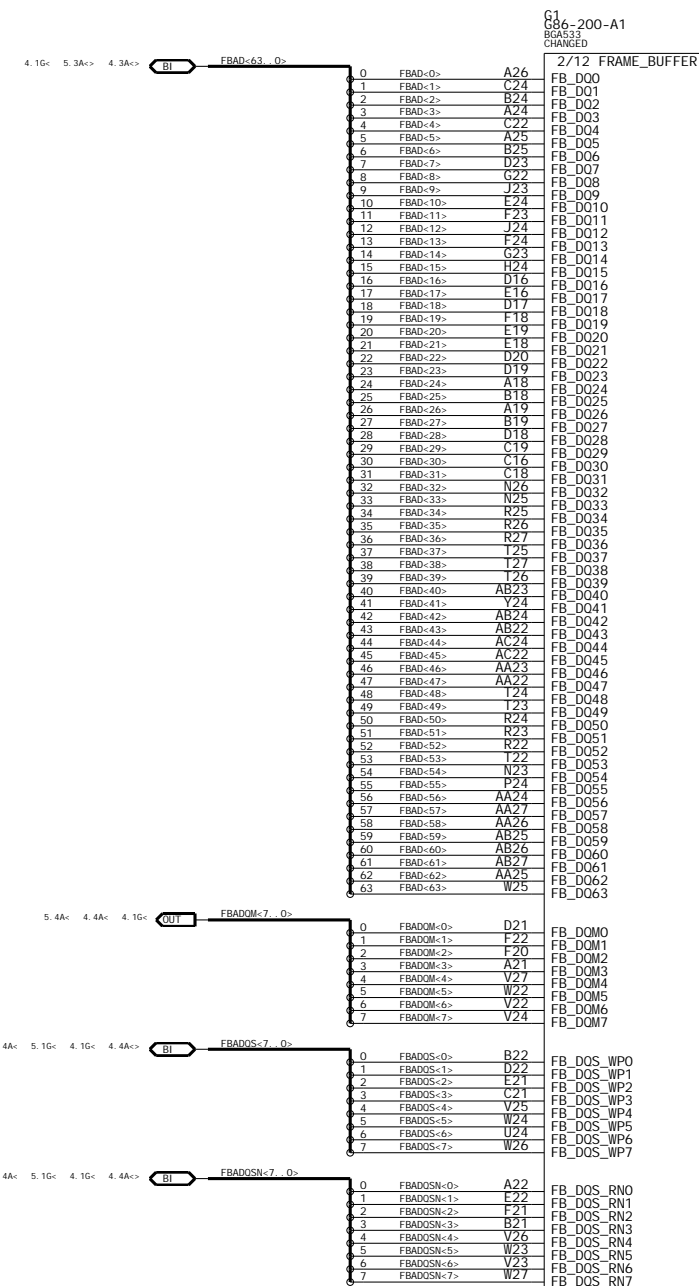 G1
G86-200-A1
BGA533
CHANGED
2/12 FRAME_BUFFER
4.1G< 5.3A<> 4.3A<> BI FBAD<63..0>
0 FBAD<0> A26 FB_DQ0
1 FBAD<1> C24 FB_DQ1
2 FBAD<2> B24 FB_DQ2
3 FBAD<3> A24 FB_DQ3
4 FBAD<4> C22 FB_DQ4
5 FBAD<5> A25 FB_DQ5
6 FBAD<6> B25 FB_DQ6
7 FBAD<7> D23 FB_DQ7
8 FBAD<8> G22 FB_DQ8
9 FBAD<9> J23 FB_DQ9
10 FBAD<10> E24 FB_DQ10
11 FBAD<11> F23 FB_DQ11
12 FBAD<12> J24 FB_DQ12
13 FBAD<13> F24 FB_DQ13
14 FBAD<14> G23 FB_DQ14
15 FBAD<15> H24 FB_DQ15
16 FBAD<16> D16 FB_DQ16
17 FBAD<17> E16 FB_DQ17
18 FBAD<18> D17 FB_DQ18
19 FBAD<19> F18 FB_DQ19
20 FBAD<20> E19 FB_DQ20
21 FBAD<21> E18 FB_DQ21
22 FBAD<22> D20 FB_DQ22
23 FBAD<23> D19 FB_DQ23
24 FBAD<24> A18 FB_DQ24
25 FBAD<25> B18 FB_DQ25
26 FBAD<26> A19 FB_DQ26
27 FBAD<27> B19 FB_DQ27
28 FBAD<28> D18 FB_DQ28
29 FBAD<29> C19 FB_DQ29
30 FBAD<30> C16 FB_DQ30
31 FBAD<31> C18 FB_DQ31
32 FBAD<32> N26 FB_DQ32
33 FBAD<33> N25 FB_DQ33
34 FBAD<34> R25 FB_DQ34
35 FBAD<35> R26 FB_DQ35
36 FBAD<36> R27 FB_DQ36
37 FBAD<37> T25 FB_DQ37
38 FBAD<38> T27 FB_DQ38
39 FBAD<39> T26 FB_DQ39
40 FBAD<40> AB23 FB_DQ40
41 FBAD<41> Y24 FB_DQ41
42 FBAD<42> AB24 FB_DQ42
43 FBAD<43> AB22 FB_DQ43
44 FBAD<44> AC24 FB_DQ44
45 FBAD<45> AC22 FB_DQ45
46 FBAD<46> AA23 FB_DQ46
47 FBAD<47> AA22 FB_DQ47
48 FBAD<48> T24 FB_DQ48
49 FBAD<49> T23 FB_DQ49
50 FBAD<50> R24 FB_DQ50
51 FBAD<51> R23 FB_DQ51
52 FBAD<52> R22 FB_DQ52
53 FBAD<53> T22 FB_DQ53
54 FBAD<54> N23 FB_DQ54
55 FBAD<55> P24 FB_DQ55
56 FBAD<56> AA24 FB_DQ56
57 FBAD<57> AA27 FB_DQ57
58 FBAD<58> AA26 FB_DQ58
59 FBAD<59> AB25 FB_DQ59
60 FBAD<60> AB26 FB_DQ60
61 FBAD<61> AB27 FB_DQ61
62 FBAD<62> AA25 FB_DQ62
63 FBAD<63> W25 FB_DQ63
5.4A< 4.4A< 4.1G< OUT FBADQM<7..0>
0 FBADQM<0> D21 FB_DQM0
1 FBADQM<1> F22 FB_DQM1
2 FBADQM<2> F20 FB_DQM2
3 FBADQM<3> A21 FB_DQM3
4 FBADQM<4> V27 FB_DQM4
5 FBADQM<5> W22 FB_DQM5
6 FBADQM<6> V22 FB_DQM6
7 FBADQM<7> V24 FB_DQM7
4A< 5.1G< 4.1G< 4.4A<> BI FBADQS<7..0>
0 FBADQS<0> B22 FB_DQS_WP0
1 FBADQS<1> D22 FB_DQS_WP1
2 FBADQS<2> E21 FB_DQS_WP2
3 FBADQS<3> C21 FB_DQS_WP3
4 FBADQS<4> V25 FB_DQS_WP4
5 FBADQS<5> W24 FB_DQS_WP5
6 FBADQS<6> U24 FB_DQS_WP6
7 FBADQS<7> W26 FB_DQS_WP7
4A< 5.1G< 4.1G< 4.4A<> BI FBADQSN<7..0>
0 FBADQSN<0> A22 FB_DQS_RN0
1 FBADQSN<1> E22 FB_DQS_RN1
2 FBADQSN<2> F21 FB_DQS_RN2
3 FBADQSN<3> B21 FB_DQS_RN3
4 FBADQSN<4> V26 FB_DQS_RN4
5 FBADQSN<5> W23 FB_DQS_RN5
6 FBADQSN<6> V23 FB_DQS_RN6
7 FBADQSN<7> W27 FB_DQS_RN7